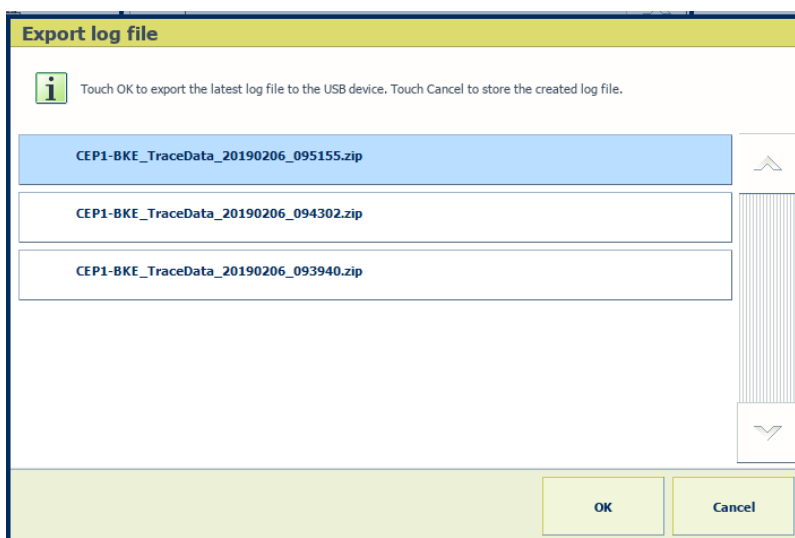 Export log file
i Touch OK to export the latest log file to the USB device. Touch Cancel to store the created log file.
CEP1-BKE_TraceData_20190206_095155.zip
CEP1-BKE_TraceData_20190206_094302.zip
CEP1-BKE_TraceData_20190206_093940.zip
OK Cancel